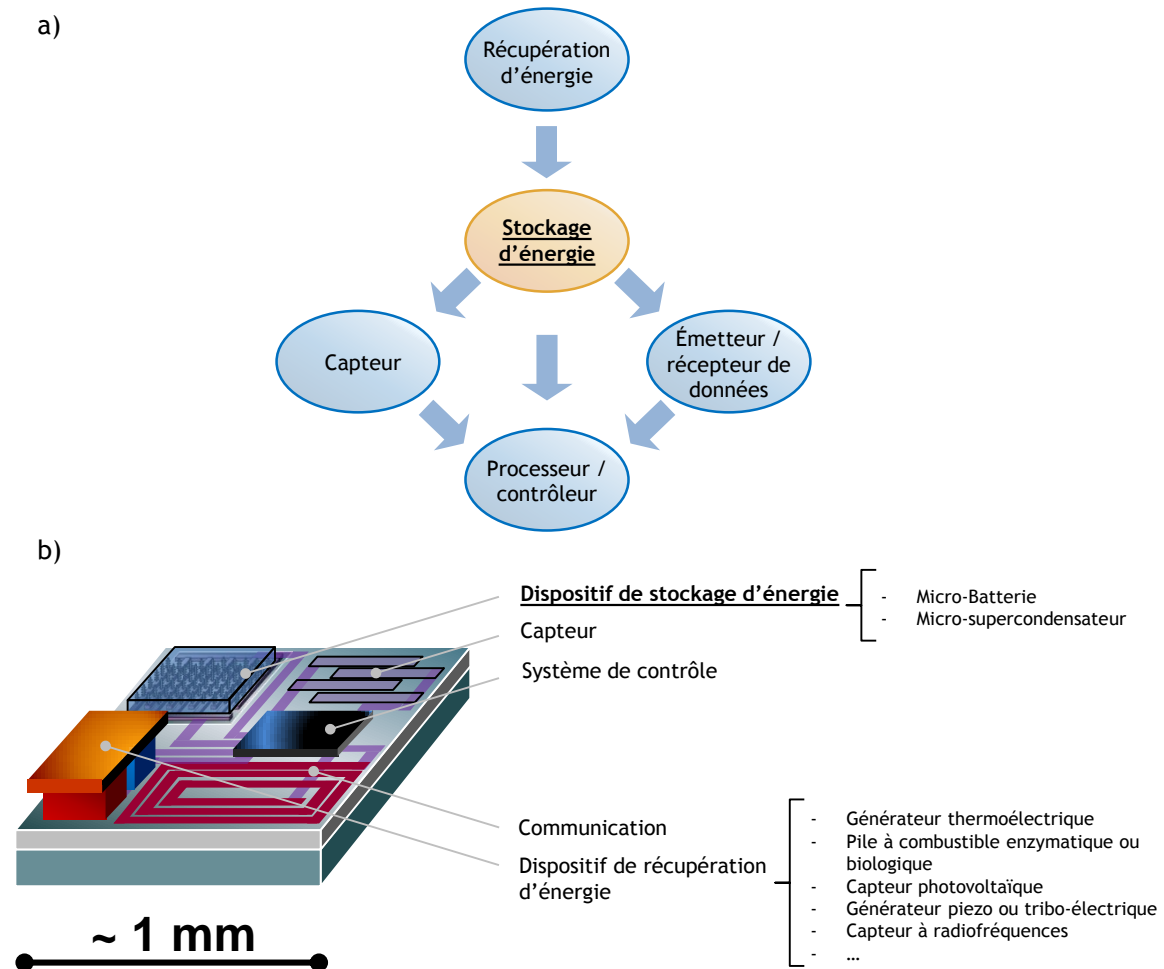 a)
Récupération
d’énergie
Stockage
d’énergie
Capteur
Émetteur /
récepteur de
données
Processeur /
contrôleur
b)
Dispositif de stockage d’énergie
- Micro-Batterie
- Micro-supercondensateur
Capteur
Système de contrôle
Communication
Dispositif de récupération
d’énergie
- Générateur thermoélectrique
- Pile à combustible enzymatique ou
biologique
- Capteur photovoltaïque
- Générateur piezo ou tribo-électrique
- Capteur à radiofréquences
- …
~ 1 mm